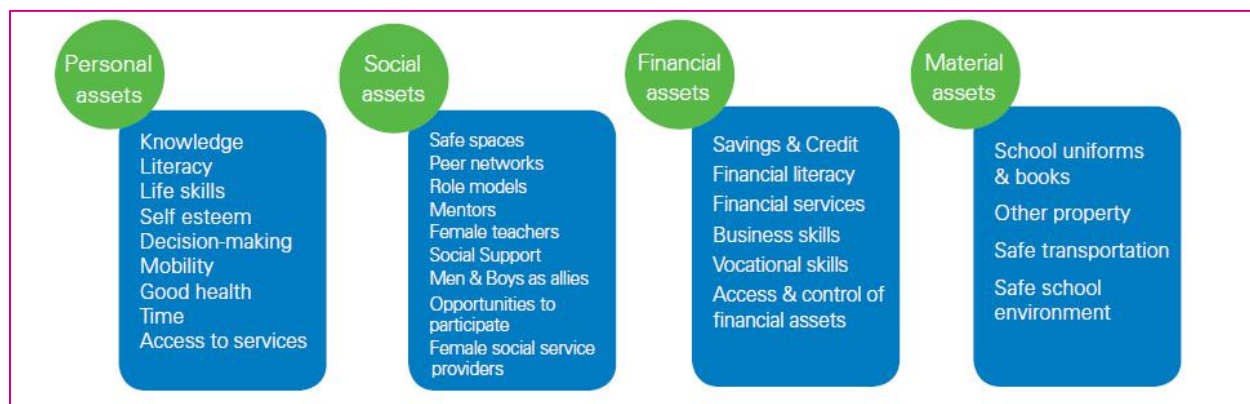 Personal
assets
Knowledge
Literacy
Life skills
Self esteem
Decision-making
Mobility
Good health
Time
Access to services
Social
assets
Safe spaces
Peer networks
Role models
Mentors
Female teachers
Social Support
Men & Boys as allies
Opportunities to
participate
Female social service
providers
Financial
assets
Savings & Credit
Financial literacy
Financial services
Business skills
Vocational skills
Access & control of
financial assets
Material
assets
School uniforms
& books
Other property
Safe transportation
Safe school
environment